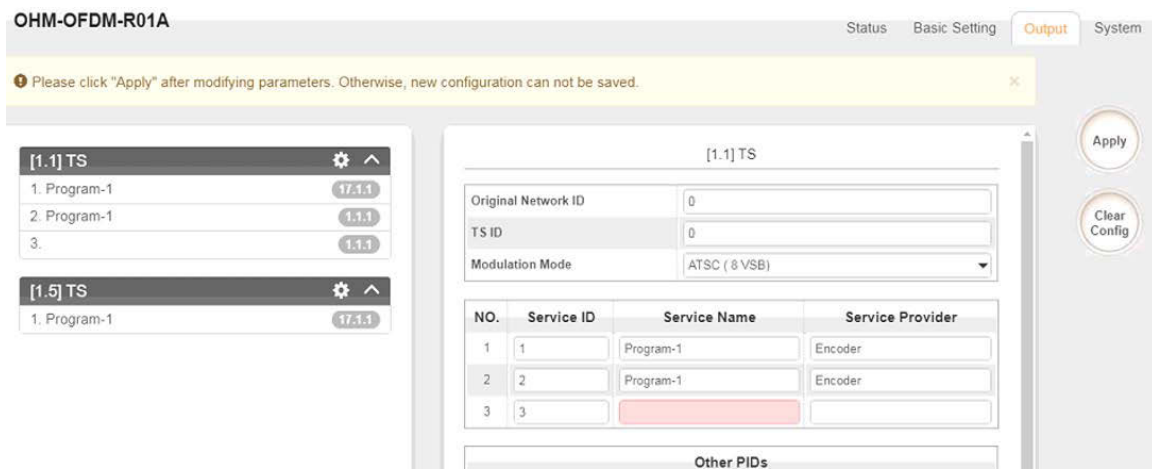 OHM-OFDM-R01A
Status Basic Setting Output System
Please click "Apply" after modifying parameters. Otherwise, new configuration can not be saved.
Apply
Clear
Config
[1.1] TS
1. Program-1 17.1.1
2. Program-1 1.1.1
3. 1.1.1
[1.5] TS
1. Program-1 17.1.1
[1.1] TS
Original Network ID 0
TS ID 0
Modulation Mode ATSC ( 8 VSB)
NO. Service ID Service Name Service Provider
1 1 Program-1 Encoder
2 2 Program-1 Encoder
3 3
Other PIDs